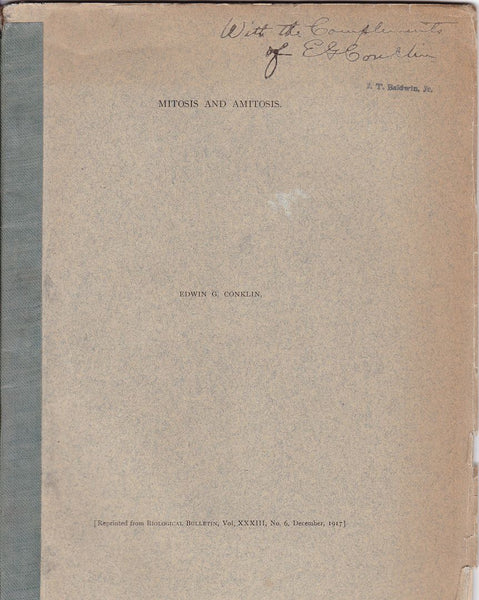 With the Complements
of E G Conklin
J. T. Baldwin, Jr.
MITOSIS AND AMITOSIS.
EDWIN G. CONKLIN.
[Reprinted from BIOLOGICAL BULLETIN, Vol. XXXIII, No. 6, December, 1917]